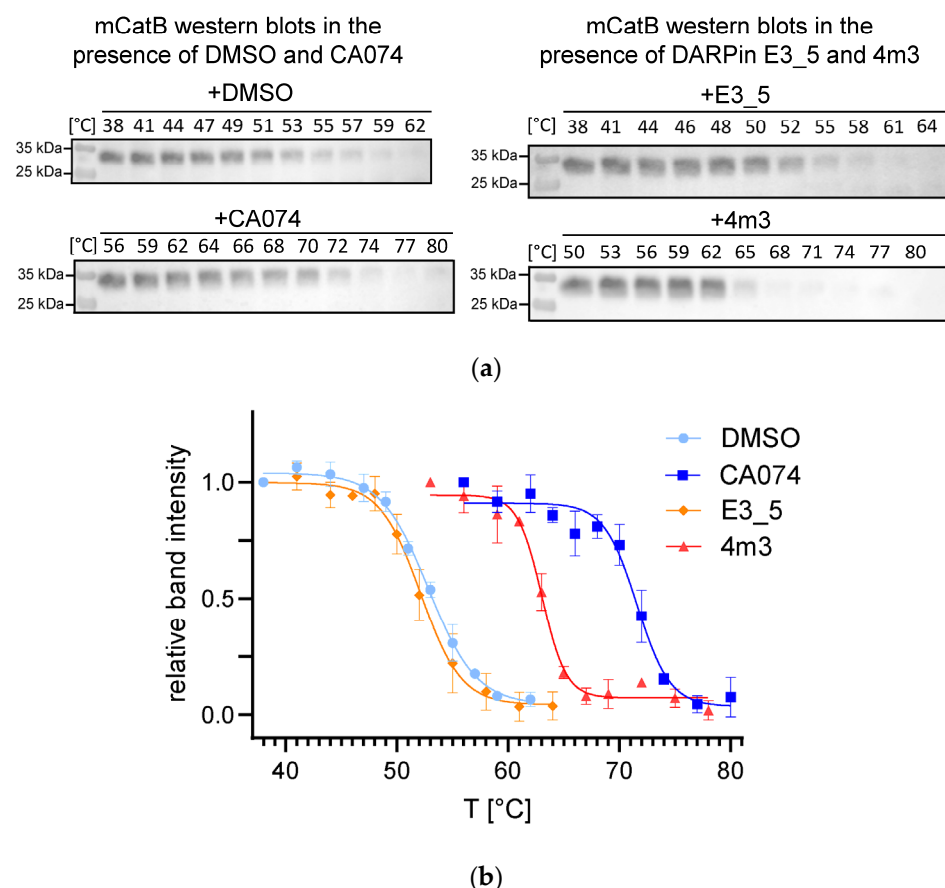 mCatB western blots in the
presence of DMSO and CA074
+DMSO
[°C] 38 41 44 47 49 51 53 55 57 59 62
35 kDa
25 kDa
+CA074
[°C] 56 59 62 64 66 68 70 72 74 77 80
35 kDa
25 kDa
mCatB western blots in the
presence of DARPin E3_5 and 4m3
+E3_5
[°C] 38 41 44 46 48 50 52 55 58 61 64
35 kDa
25 kDa
+4m3
[°C] 50 53 56 59 62 65 68 71 74 77 80
35 kDa
25 kDa
(a)
relative band intensity
1.0
0.5
0.0
40 50 60 70 80
T [°C]
DMSO
CA074
E3_5
4m3
(b)